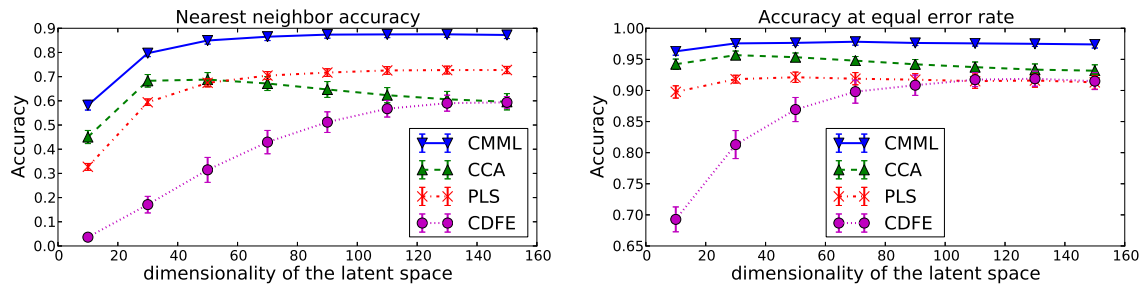 Nearest neighbor accuracy
0.9
0.8
0.7
0.6
0.5
0.4
0.3
0.2
0.1
0.0
Accuracy
0 20 40 60 80 100 120 140 160
dimensionality of the latent space
CMML
CCA
PLS
CDFE
Accuracy at equal error rate
1.00
0.95
0.90
0.85
0.80
0.75
0.70
0.65
Accuracy
0 20 40 60 80 100 120 140 160
dimensionality of the latent space
CMML
CCA
PLS
CDFE